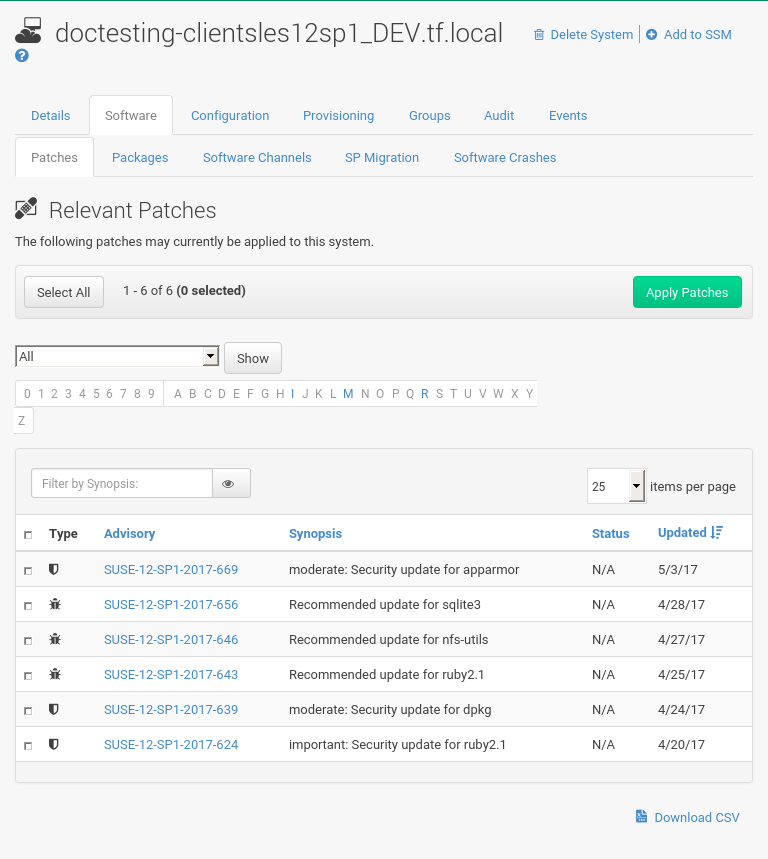 doctesting-clientsles12sp1_DEV.tf.local
Delete System
Add to SSM
Details Software Configuration Provisioning Groups Audit Events
Patches Packages Software Channels SP Migration Software Crashes
Relevant Patches
The following patches may currently be applied to this system.
Select All 1 - 6 of 6 (0 selected) Apply Patches
All Show
0 1 2 3 4 5 6 7 8 9 A B C D E F G H I J K L M N O P Q R S T U V W X Y
Z
Filter by Synopsis: 25 items per page
Type Advisory Synopsis Status Updated
SUSE-12-SP1-2017-669 moderate: Security update for apparmor N/A 5/3/17
SUSE-12-SP1-2017-656 Recommended update for sqlite3 N/A 4/28/17
SUSE-12-SP1-2017-646 Recommended update for nfs-utils N/A 4/27/17
SUSE-12-SP1-2017-643 Recommended update for ruby2.1 N/A 4/25/17
SUSE-12-SP1-2017-639 moderate: Security update for dpkg N/A 4/24/17
SUSE-12-SP1-2017-624 important: Security update for ruby2.1 N/A 4/20/17
Download CSV